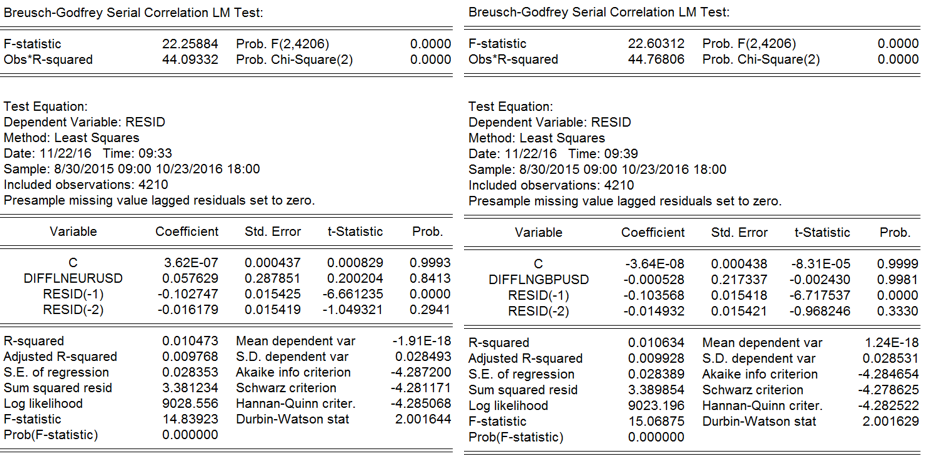 Breusch-Godfrey Serial Correlation LM Test:
F-statistic 22.25884 Prob. F(2,4206) 0.0000
Obs*R-squared 44.09332 Prob. Chi-Square(2) 0.0000
Test Equation:
Dependent Variable: RESID
Method: Least Squares
Date: 11/22/16 Time: 09:33
Sample: 8/30/2015 09:00 10/23/2016 18:00
Included observations: 4210
Presample missing value lagged residuals set to zero.
Variable Coefficient Std. Error t-Statistic Prob.
C 3.62E-07 0.000437 0.000829 0.9993
DIFFLNEURUSD 0.057629 0.287851 0.200204 0.8413
RESID(-1) -0.102747 0.015425 -6.661235 0.0000
RESID(-2) -0.016179 0.015419 -1.049321 0.2941
R-squared 0.010473 Mean dependent var -1.91E-18
Adjusted R-squared 0.009768 S.D. dependent var 0.028493
S.E. of regression 0.028353 Akaike info criterion -4.287200
Sum squared resid 3.381234 Schwarz criterion -4.281171
Log likelihood 9028.556 Hannan-Quinn criter. -4.285068
F-statistic 14.83923 Durbin-Watson stat 2.001644
Prob(F-statistic) 0.000000
Breusch-Godfrey Serial Correlation LM Test:
F-statistic 22.60312 Prob. F(2,4206) 0.0000
Obs*R-squared 44.76806 Prob. Chi-Square(2) 0.0000
Test Equation:
Dependent Variable: RESID
Method: Least Squares
Date: 11/22/16 Time: 09:39
Sample: 8/30/2015 09:00 10/23/2016 18:00
Included observations: 4210
Presample missing value lagged residuals set to zero.
Variable Coefficient Std. Error t-Statistic Prob.
C -3.64E-08 0.000438 -8.31E-05 0.9999
DIFFLNGBPUSD -0.000528 0.217337 -0.002430 0.9981
RESID(-1) -0.103568 0.015418 -6.717537 0.0000
RESID(-2) -0.014932 0.015421 -0.968246 0.3330
R-squared 0.010634 Mean dependent var 1.24E-18
Adjusted R-squared 0.009928 S.D. dependent var 0.028531
S.E. of regression 0.028389 Akaike info criterion -4.284654
Sum squared resid 3.389854 Schwarz criterion -4.278625
Log likelihood 9023.196 Hannan-Quinn criter. -4.282522
F-statistic 15.06875 Durbin-Watson stat 2.001629
Prob(F-statistic) 0.000000